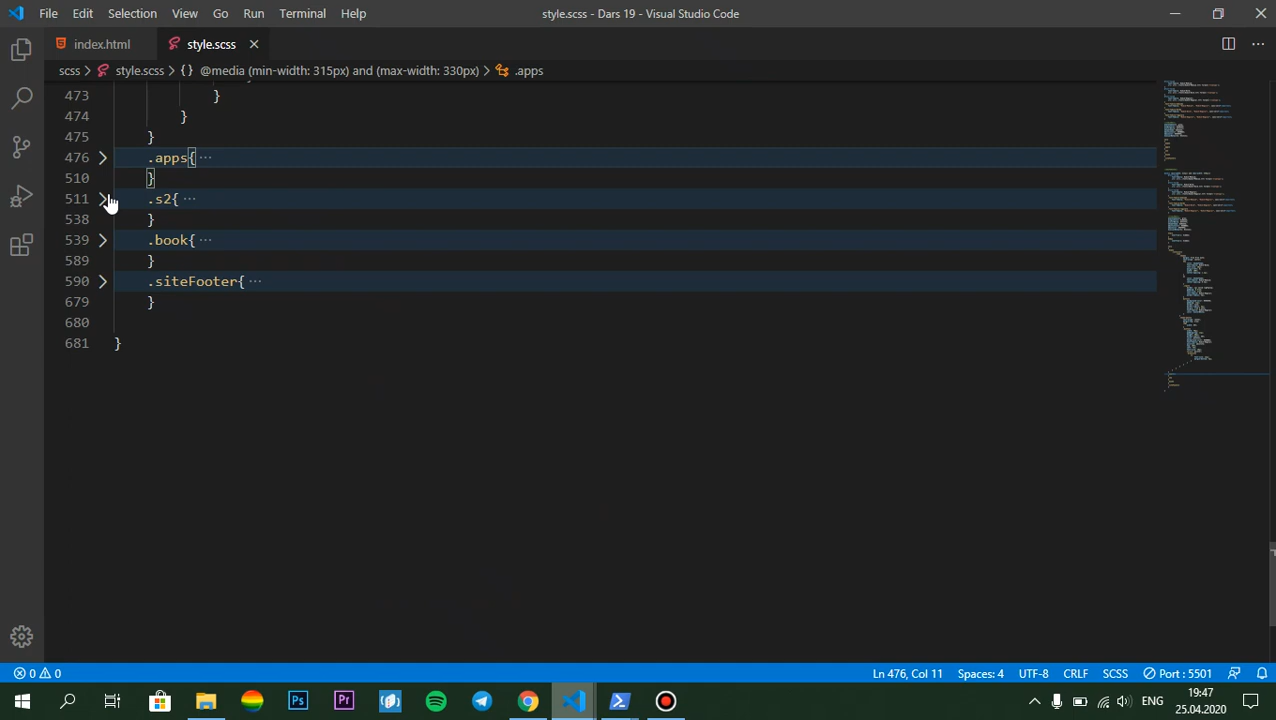 File Edit Selection View Go Run Terminal Help style.scss - Dars 19 - Visual Studio Code
index.html style.scss
scss > style.scss > {} @media (min-width: 315px) and (max-width: 330px) > .apps
473 }
474 }
475 }
476 .apps{ ···
510 }
511 .s2{ ···
538 }
539 .book{ ···
589 }
590 .siteFooter{ ···
679 }
680
681 }
0 0 Ln 476, Col 11 Spaces: 4 UTF-8 CRLF SCSS Port : 5501
Ps Pr ENG 19:47
25.04.2020